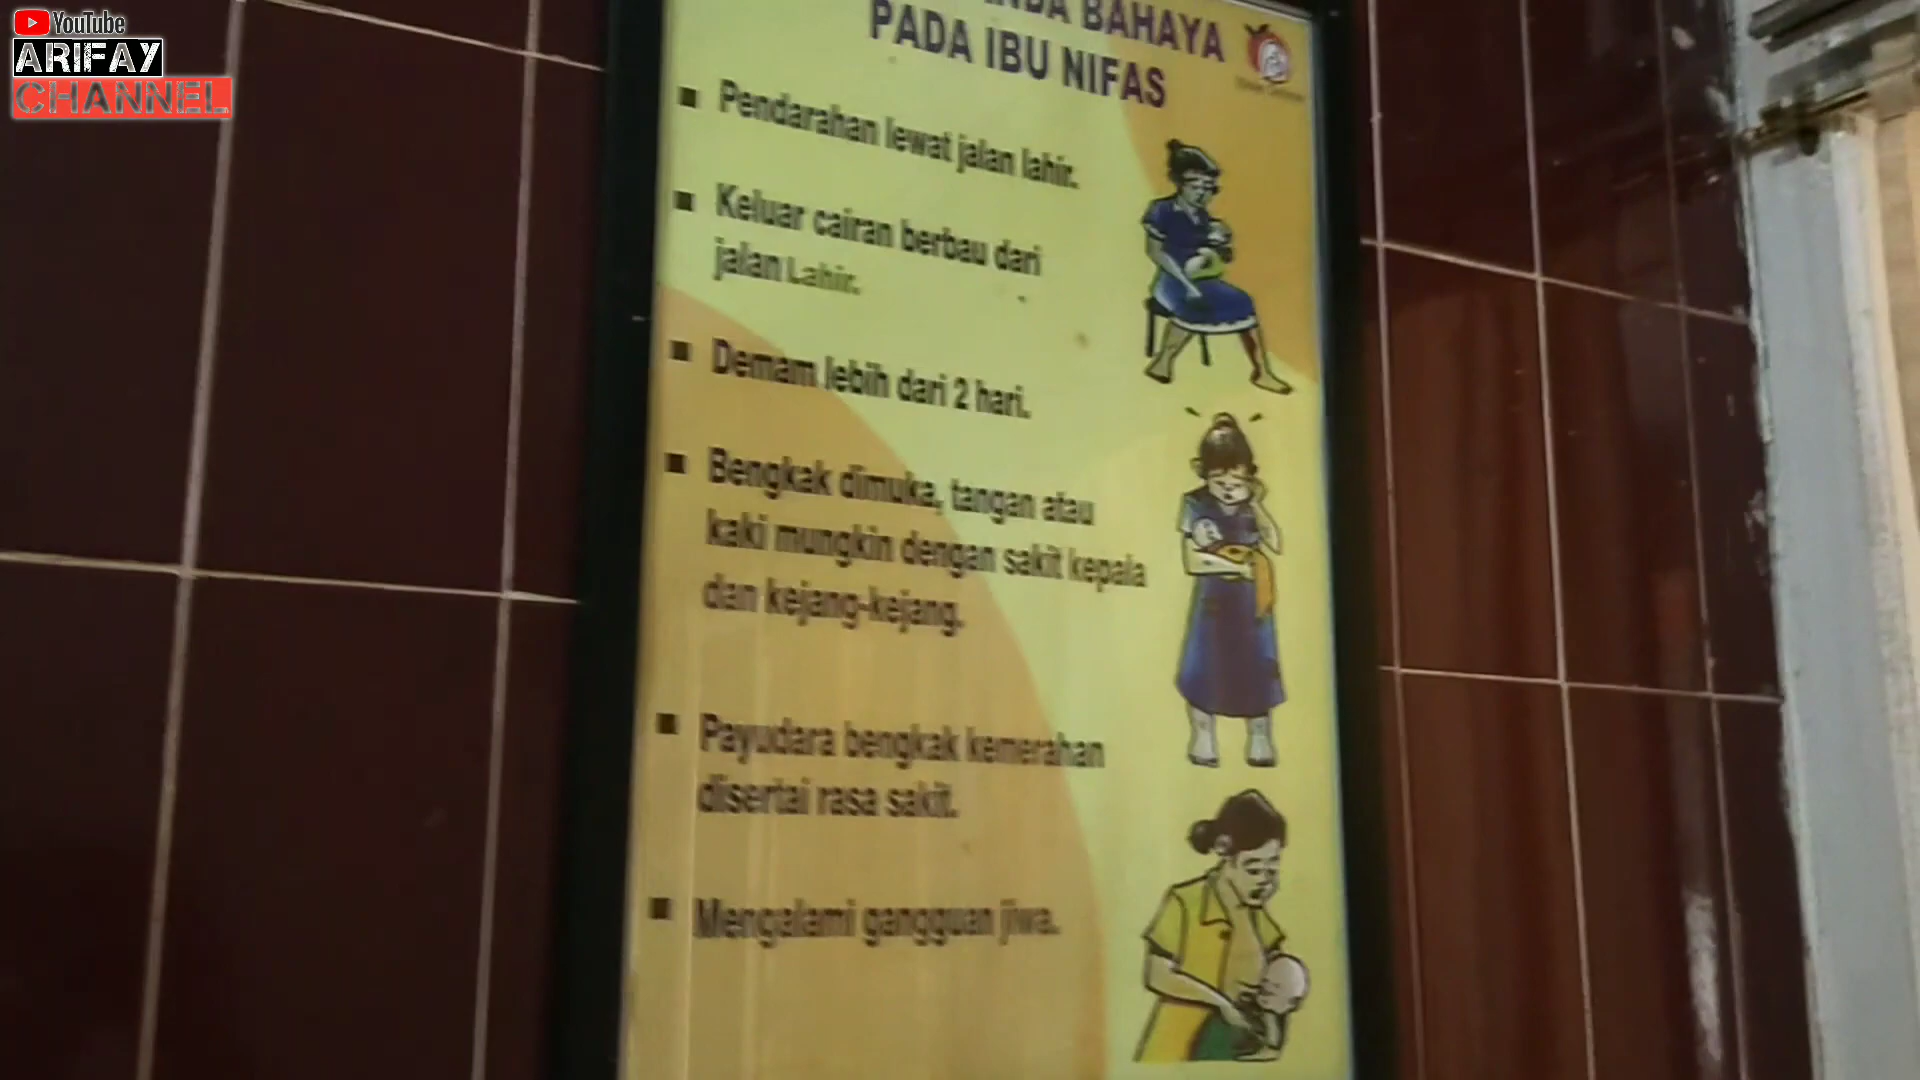 YouTube
ARIFAY
CHANNEL
BAHAYA
PADA IBU NIFAS
▪ Pendarahan lewat jalan lahir.
▪ Keluar cairan berbau dari
jalan Lahir.
▪ Demam lebih dari 2 hari.
▪ Bengkak dimuka, tangan atau
kaki mungkin dengan sakit kepala
dan kejang-kejang.
▪ Payudara bengkak kemerahan
disertai rasa sakit.
▪ Mengalami gangguan jiwa.